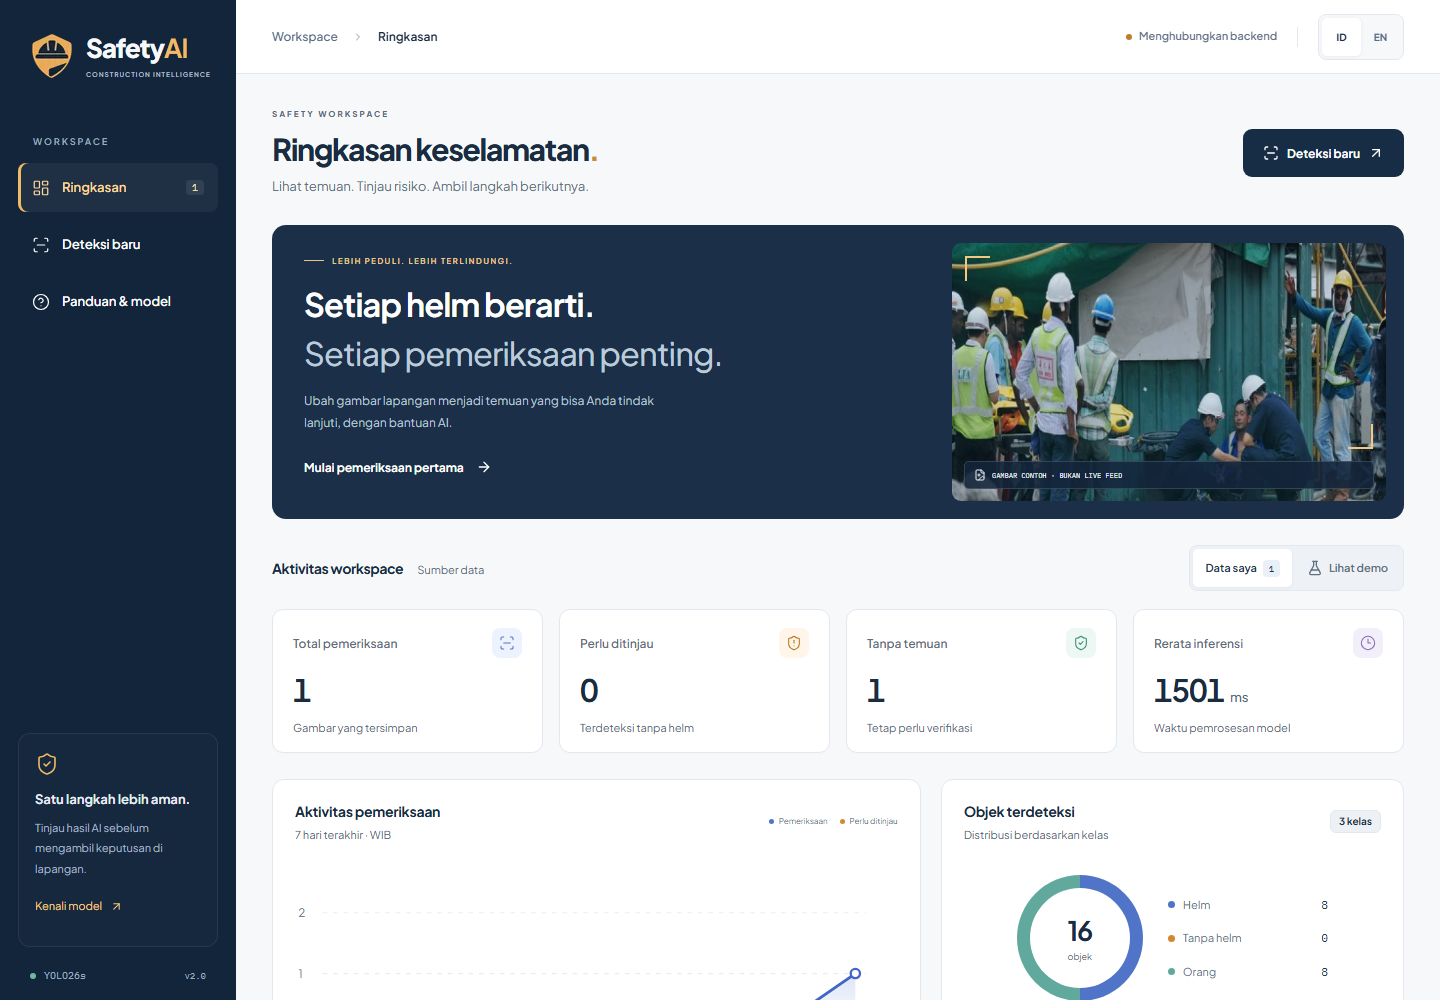 SafetyAI
CONSTRUCTION INTELLIGENCE
WORKSPACE
Ringkasan 1
Deteksi baru
Panduan & model
Satu langkah lebih aman.
Tinjau hasil AI sebelum
mengambil keputusan di
lapangan.
Kenali model
YOLO26s v2.0
Workspace Ringkasan
Menghubungkan backend
ID EN
SAFETY WORKSPACE
Ringkasan keselamatan.
Lihat temuan. Tinjau risiko. Ambil langkah berikutnya.
Deteksi baru
LEBIH PEDULI. LEBIH TERLINDUNGI.
Setiap helm berarti.
Setiap pemeriksaan penting.
Ubah gambar lapangan menjadi temuan yang bisa Anda tindak
lanjuti, dengan bantuan AI.
Mulai pemeriksaan pertama
GAMBAR CONTOH · BUKAN LIVE FEED
Aktivitas workspace Sumber data
Data saya 1 Lihat demo
Total pemeriksaan
1
Gambar yang tersimpan
Perlu ditinjau
0
Terdeteksi tanpa helm
Tanpa temuan
1
Tetap perlu verifikasi
Rerata inferensi
1501 ms
Waktu pemrosesan model
Aktivitas pemeriksaan
7 hari terakhir · WIB
Pemeriksaan Perlu ditinjau
2
1
Objek terdeteksi
Distribusi berdasarkan kelas
3 kelas
16
objek
Helm 8
Tanpa helm 0
Orang 8